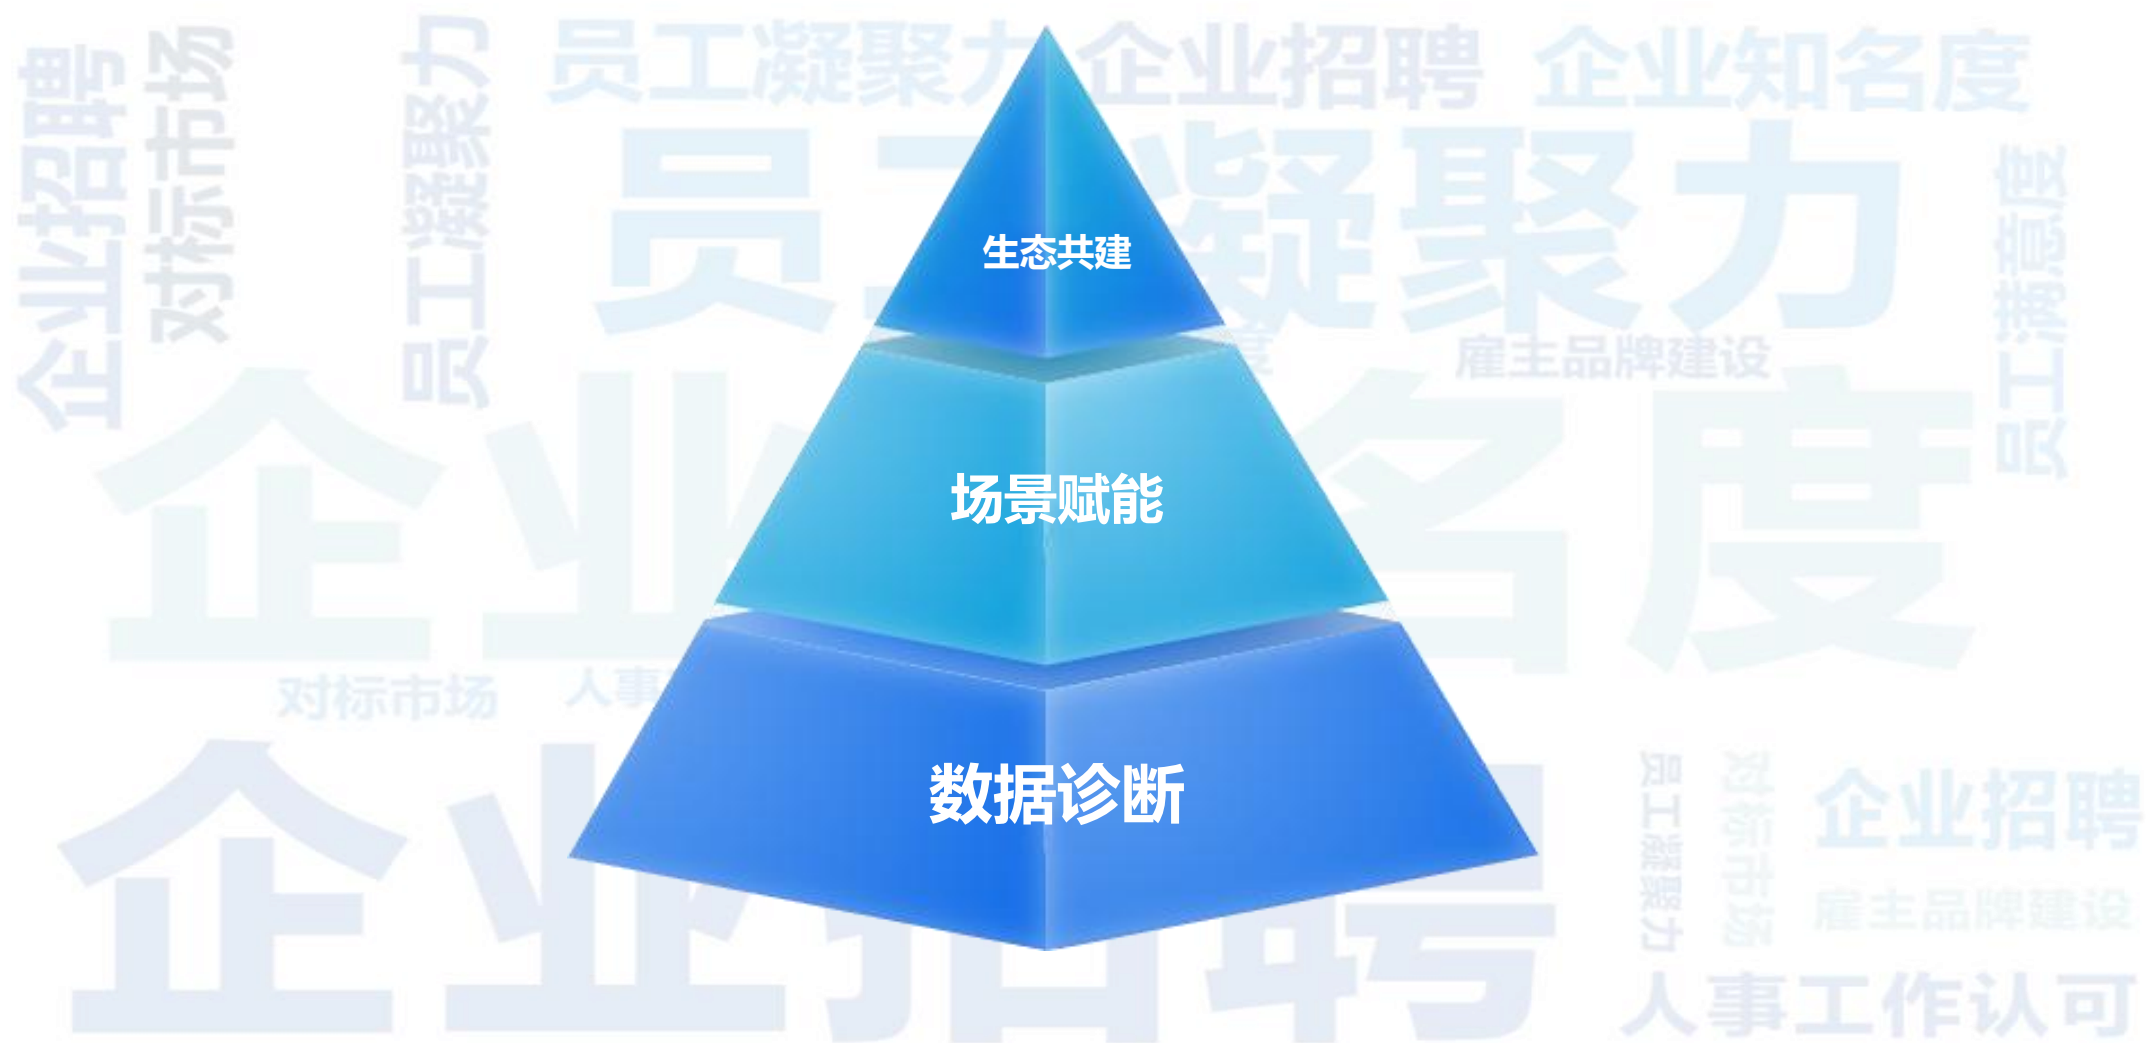 企业招聘
对标市场
员工凝聚力
员工凝聚力
企业招聘
企业知名度
员工凝聚力
员工满意度
生态共建
雇主品牌建设
企业 名度
场景赋能
对标市场
人事
数据诊断
企业招聘
员工凝聚力
对标市场
企业招聘
雇主品牌建设
人事工作认可